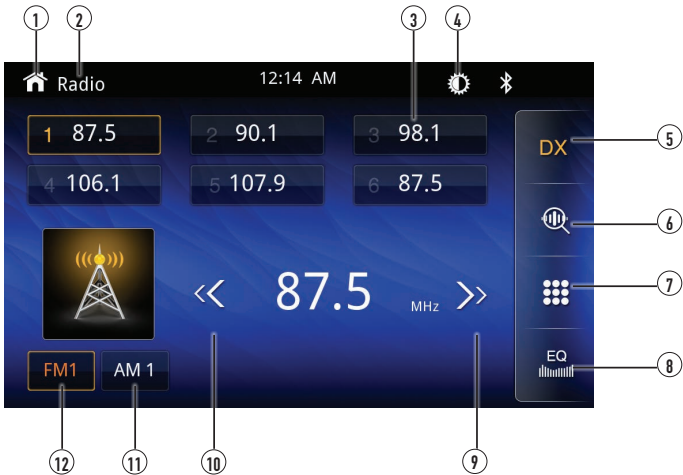 1 2 3 4
Radio 12:14 AM
1 87.5 2 90.1 3 98.1
4 106.1 5 107.9 6 87.5
DX 5
6
87.5 MHz
7
EQ 8
FM1 AM 1
12 11 10 9